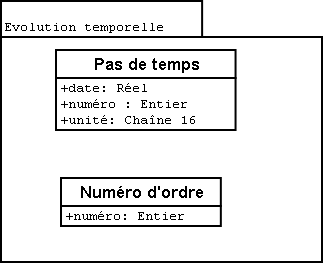 Evolution temporelle
Pas de temps
+date: Réel
+numéro : Entier
+unité: Chaîne 16
Numéro d'ordre
+numéro: Entier